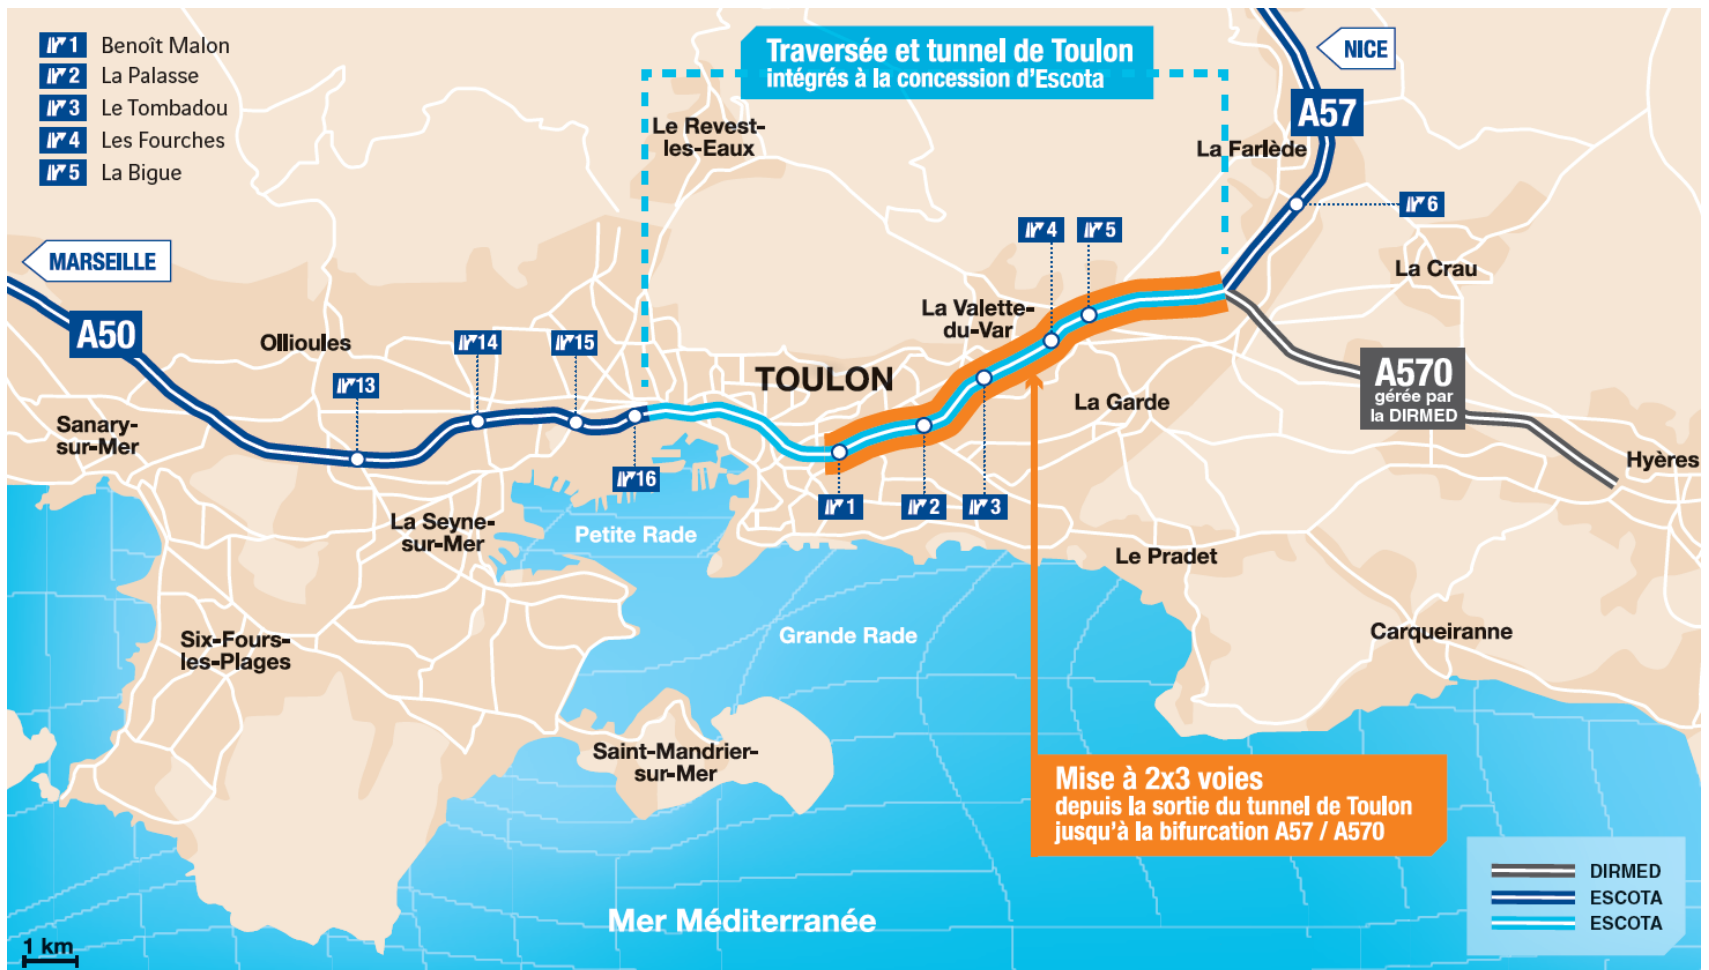 1 Benoît Malon
2 La Palasse
3 Le Tombadou
4 Les Fourches
5 La Bigue
Traversée et tunnel de Toulon
intégrés à la concession d'Escota
NICE
A57
Le Revest-
les-Eaux
La Farlède
6
4
5
MARSEILLE
La Crau
La Valette-
du-Var
A50
Ollioules
14
15
13
TOULON
A570
gérée par
la DIRMED
La Garde
Sanary-
sur-Mer
Hyères
16
1
2
3
La Seyne-
sur-Mer
Petite Rade
Le Pradet
Grande Rade
Carqueiranne
Six-Fours-
les-Plages
Saint-Mandrier-
sur-Mer
Mise à 2x3 voies
depuis la sortie du tunnel de Toulon
jusqu'à la bifurcation A57 / A570
DIRMED
ESCOTA
ESCOTA
Mer Méditerranée
1 km